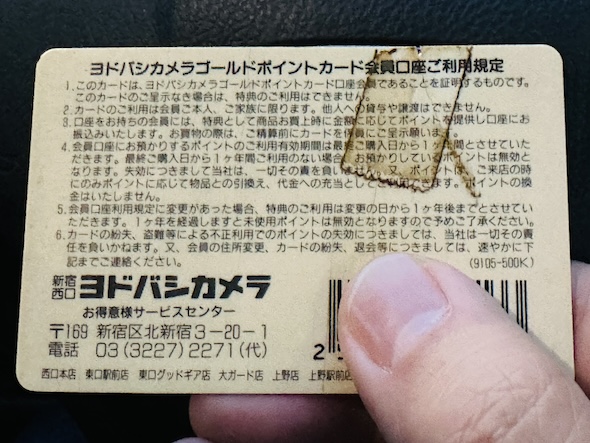 ヨドバシカメラゴールドポイントカード会員口座ご利用規定
1.このカードは、ヨドバシカメラゴールドポイントカード口座会員であることを証明するものです。
このカードのご呈示なき場合は、特典のご利用はできません。
2.カードのご利用は会員ご本人、ご家族に限ります。他人への貸与や譲渡はできません。
3.口座をお持ちの会員には、特典として商品お買上時に金額に応じてポイントを提供し口座にお
振込みいたします。お買物の際は、ご精算前にカードを係員にご呈示願います。
4.会員口座にお預かりするポイントのご利用有効期間は最終ご購入日から1ヶ年間とさせていた
だきます。最終ご購入日から1ヶ年間ご利用のない場合、お預かりしているポイントは無効と
なります。失効につきまして当社は、一切その責を負い 又、ポイントは、ご来店の時
にのみポイントに応じて物品との引換え、代金への充当としてご利用 ます。ポイントの換
金はいたしません。
5.会員口座利用規定に変更があった場合、特典のご利用は変更の日から1ヶ年後までとさせてい
ただきます。1ヶ年を経過しますと未使用ポイントは無効となりますので予めご了承ください。
6.カードの紛失、盗難等による不正利用でのポイントの失効につきましては、当社は一切その責
任を負いかねます。又、会員の住所変更、カードの紛失、退会等につきましては、速やかに下
記までご連絡ください。 (9105-500K)
新宿西口 ヨドバシカメラ
お得意様サービスセンター
〒169 新宿区北新宿3-20-1
電話 03(3227)2271(代)
2
西口本店 東口駅前店 東口グッドギア店 大ガード店 上野店 上野駅前店